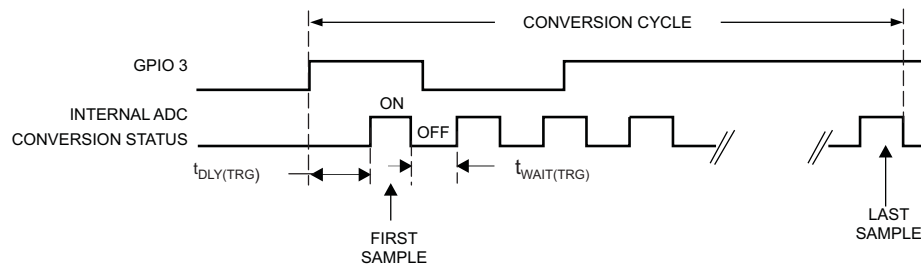 CONVERSION CYCLE
GPIO 3
INTERNAL ADC
CONVERSION STATUS
ON
OFF
tDLY(TRG)
tWAIT(TRG)
FIRST
SAMPLE
LAST
SAMPLE